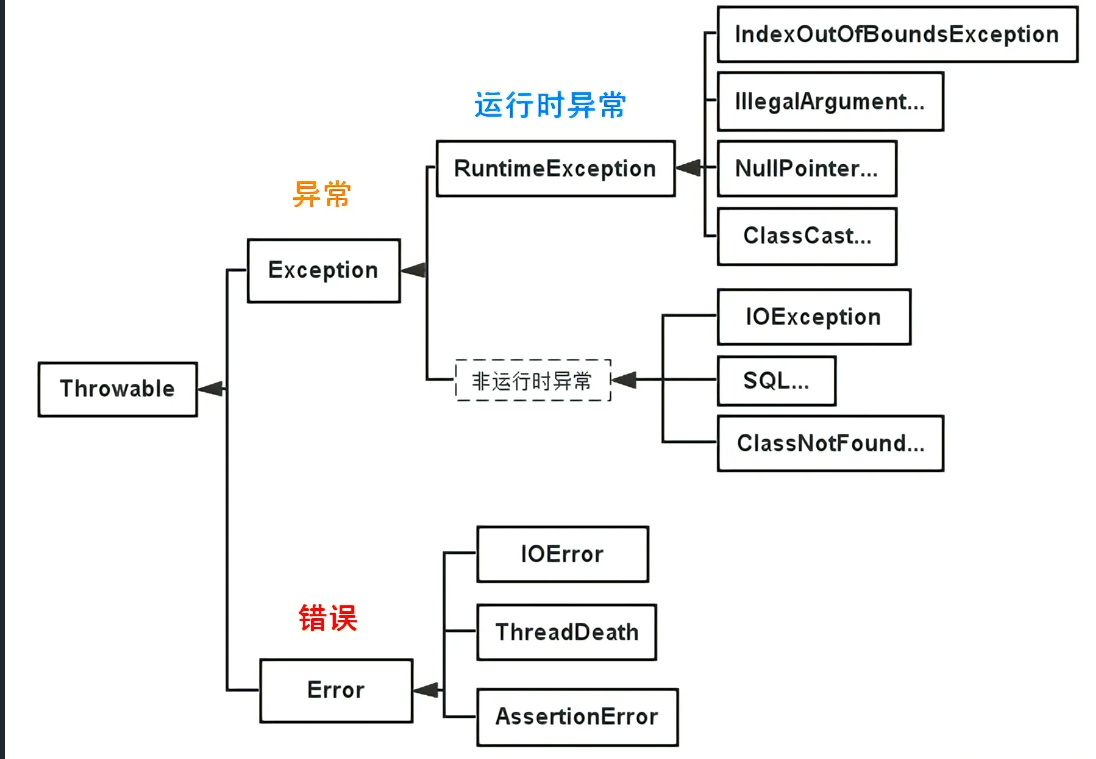 IndexOutOfBoundsException
运行时异常
IllegalArgument...
RuntimeException
NullPointer...
异常
ClassCast...
Exception
IOException
Throwable
非运行时异常
SQL...
ClassNotFound...
IOError
错误
ThreadDeath
Error
AssertionError